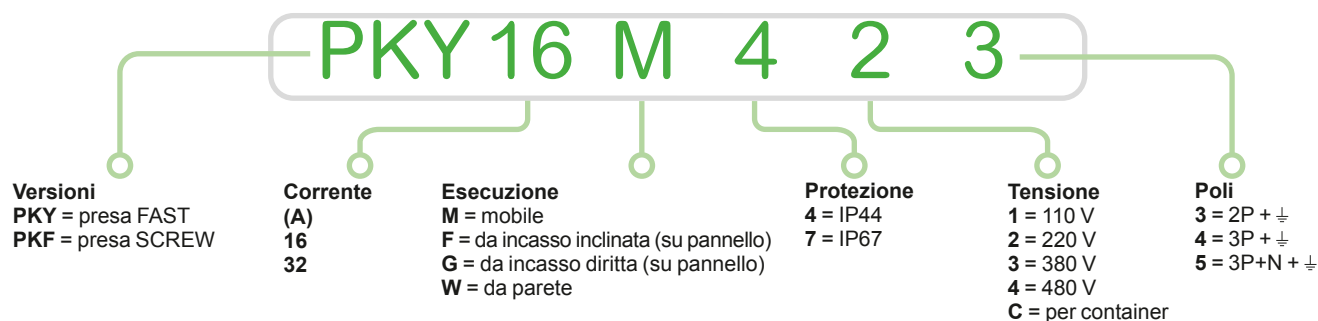 PKY 16 M 4 2 3
Versioni
PKY = presa FAST
PKF = presa SCREW
Corrente
(A)
16
32
Esecuzione
M = mobile
F = da incasso inclinata (su pannello)
G = da incasso diritta (su pannello)
W = da parete
Protezione
4 = IP44
7 = IP67
Tensione
1 = 110 V
2 = 220 V
3 = 380 V
4 = 480 V
C = per container
Poli
3 = 2P + ⏚
4 = 3P + ⏚
5 = 3P+N + ⏚